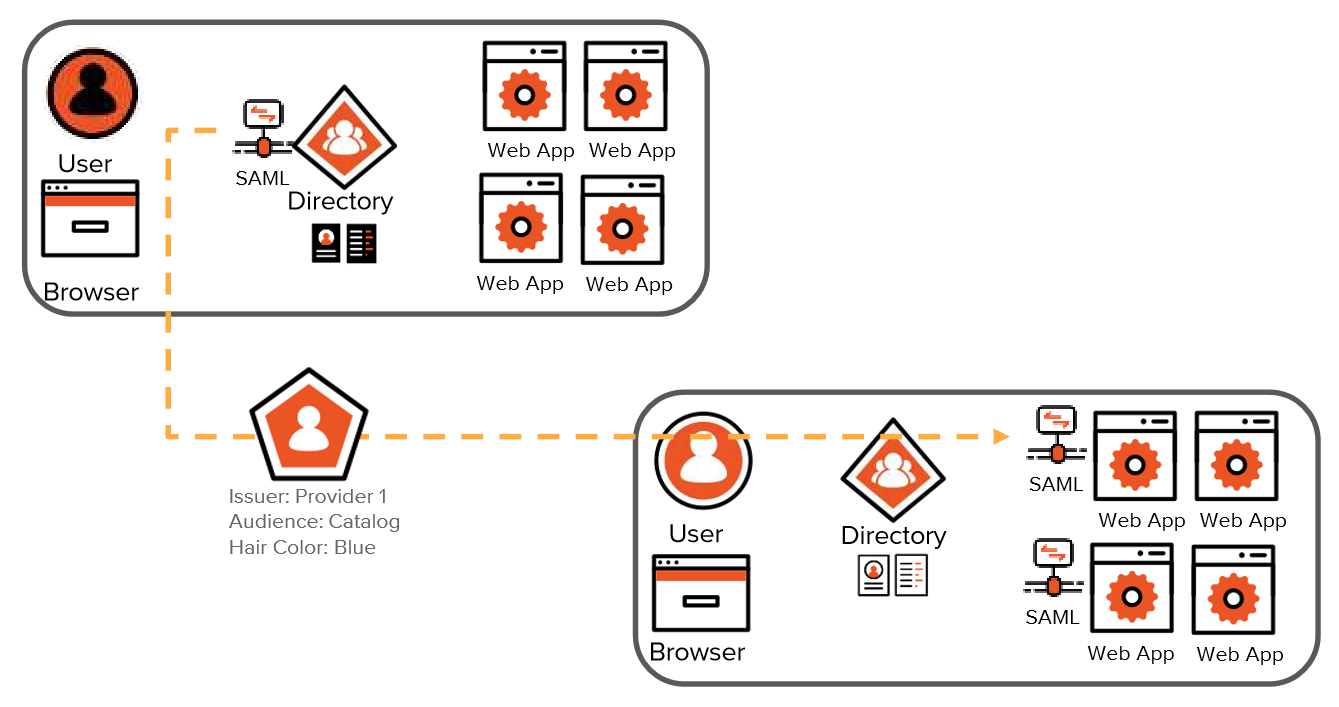 User
Browser
SAML
Directory
Web App
Web App
Web App
Web App
Issuer: Provider 1
Audience: Catalog
Hair Color: Blue
User
Browser
Directory
SAML
Web App
Web App
SAML
Web App
Web App